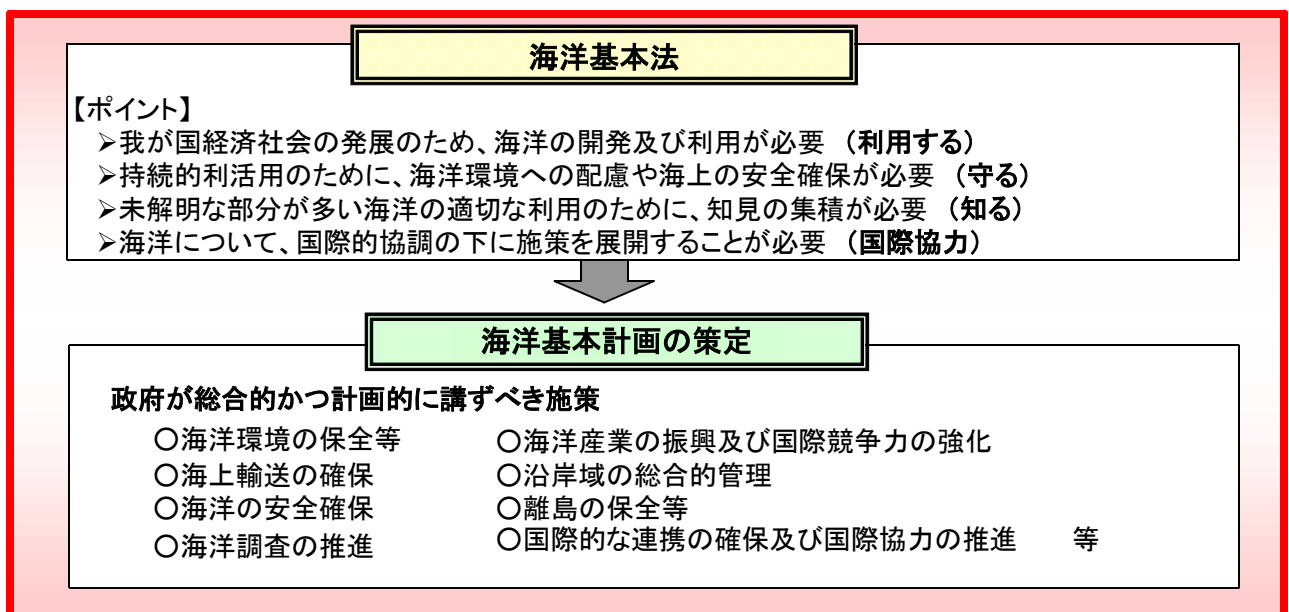 海洋基本法
【ポイント】
➢我が国経済社会の発展のため、海洋の開発及び利用が必要 （利用する）
➢持続的利活用のために、海洋環境への配慮や海上の安全確保が必要 （守る）
➢未解明な部分が多い海洋の適切な利用のために、知見の集積が必要 （知る）
➢海洋について、国際的協調の下に施策を展開することが必要 （国際協力）
海洋基本計画の策定
政府が総合的かつ計画的に講ずべき施策
○海洋環境の保全等
○海上輸送の確保
○海洋の安全確保
○海洋調査の推進
○海洋産業の振興及び国際競争力の強化
○沿岸域の総合的管理
○離島の保全等
○国際的な連携の確保及び国際協力の推進 等